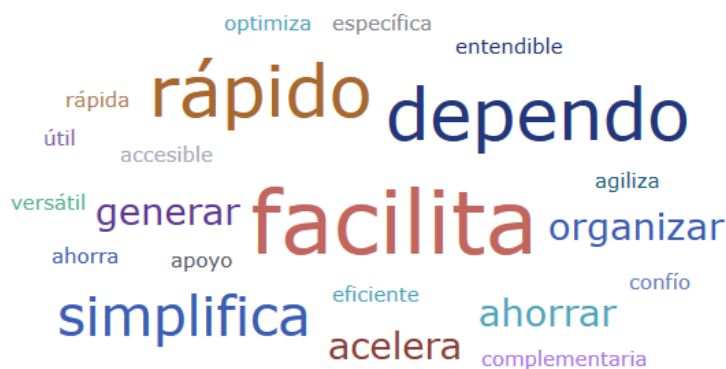 optimiza específica
entendible
rápido
rápida
dependo
útil
accesible
agiliza
versátil
generar
facilita
organizar
ahorra
apoyo
confío
eficiente
simplifica
ahorrar
acelera
complementaria